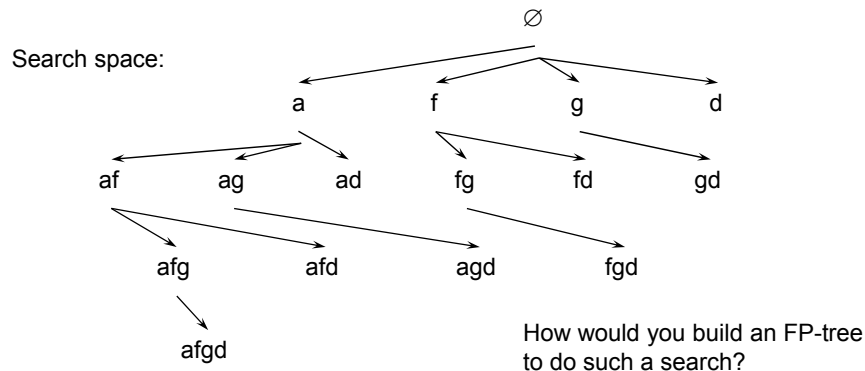 ∅
Search space:
a f g d
af ag ad fg fd gd
afg afd agd fgd
afgd
How would you build an FP-tree
to do such a search?